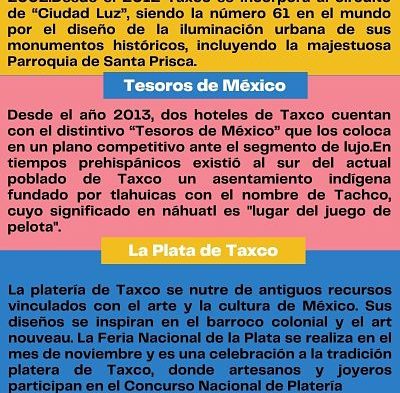 de “Ciudad Luz”, siendo la número 61 en el mundo
por el diseño de la iluminación urbana de sus
monumentos históricos, incluyendo la majestuosa
Parroquia de Santa Prisca.
Tesoros de México
Desde el año 2013, dos hoteles de Taxco cuentan
con el distintivo “Tesoros de México” que los coloca
en un plano competitivo ante el segmento de lujo.En
tiempos prehispánicos existió al sur del actual
poblado de Taxco un asentamiento indígena
fundado por tlahuicas con el nombre de Tachco,
cuyo significado en náhuatl es "lugar del juego de
pelota".
La Plata de Taxco
La platería de Taxco se nutre de antiguos recursos
vinculados con el arte y la cultura de México. Sus
diseños se inspiran en el barroco colonial y el art
nouveau. La Feria Nacional de la Plata se realiza en el
mes de noviembre y es una celebración a la tradición
platera de Taxco, donde artesanos y joyeros
participan en el Concurso Nacional de Platería